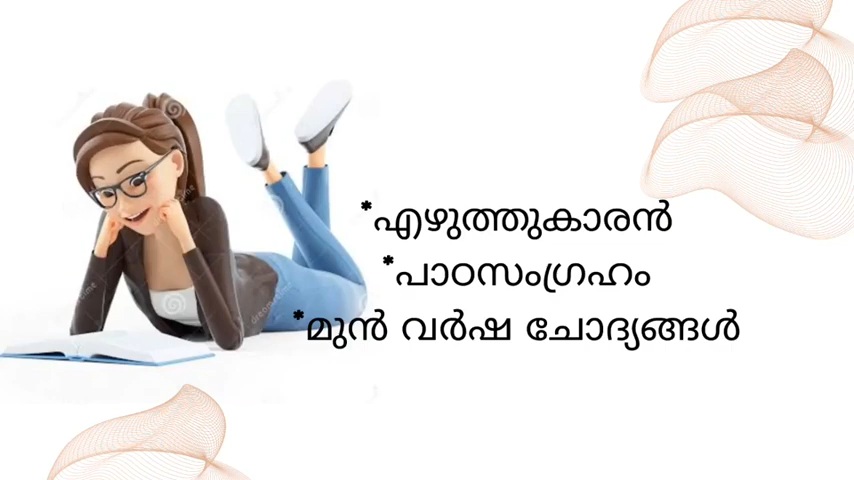 *എഴുത്തുകാരൻ
*പാഠസംഗ്രഹം
*മുൻ വർഷ ചോദ്യങ്ങൾ